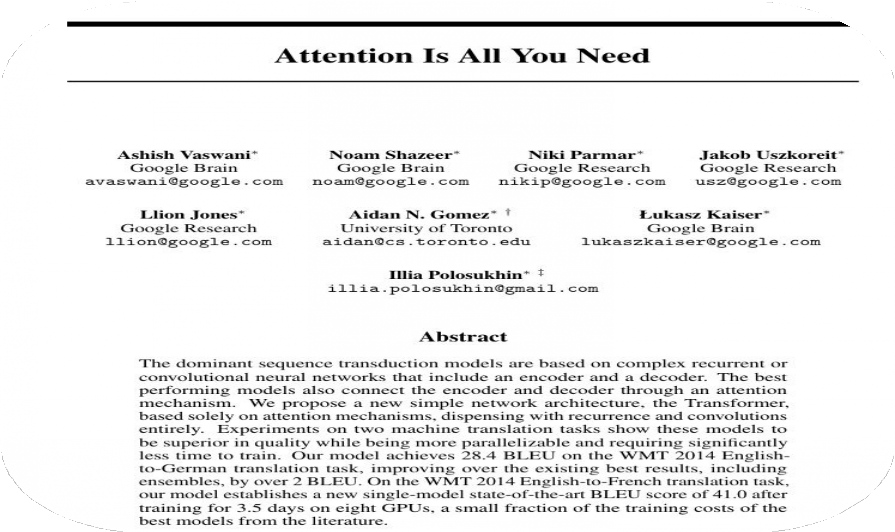 Attention Is All You Need
Ashish Vaswani* Noam Shazeer* Niki Parmar* Jakob Uszkoreit*
Google Brain Google Brain Google Research Google Research
avaswani@google.com noam@google.com nikip@google.com usz@google.com
Llion Jones* Aidan N. Gomez* † Łukasz Kaiser*
Google Research University of Toronto Google Brain
llion@google.com aidan@cs.toronto.edu lukaszkaiser@google.com
Illia Polosukhin* ‡
illia.polosukhin@gmail.com
Abstract
The dominant sequence transduction models are based on complex recurrent or
convolutional neural networks that include an encoder and a decoder. The best
performing models also connect the encoder and decoder through an attention
mechanism. We propose a new simple network architecture, the Transformer,
based solely on attention mechanisms, dispensing with recurrence and convolutions
entirely. Experiments on two machine translation tasks show these models to
be superior in quality while being more parallelizable and requiring significantly
less time to train. Our model achieves 28.4 BLEU on the WMT 2014 English-
to-German translation task, improving over the existing best results, including
ensembles, by over 2 BLEU. On the WMT 2014 English-to-French translation task,
our model establishes a new single-model state-of-the-art BLEU score of 41.0 after
training for 3.5 days on eight GPUs, a small fraction of the training costs of the
best models from the literature.